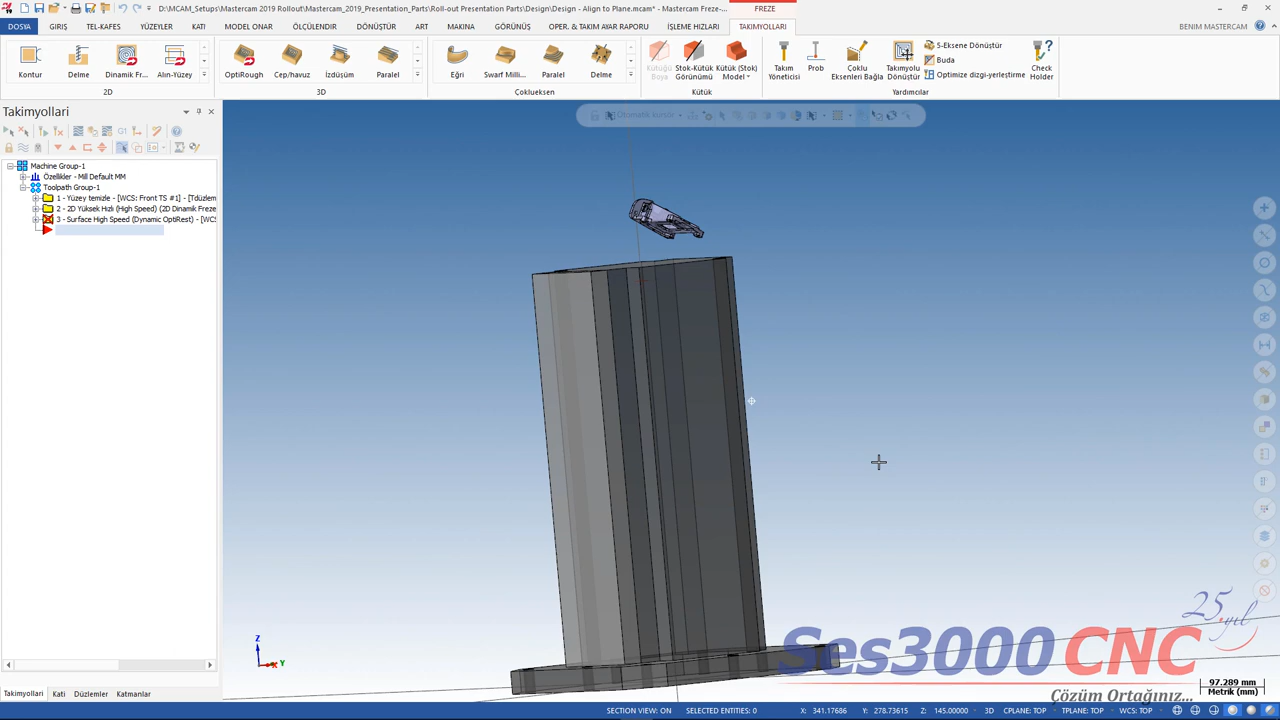 D:\MCAM_Setups\Mastercam 2019 Rollout\Mastercam_2019_Presentation_Parts\Roll-out Presentation Parts\Design\Design - Align to Plane.mcam* - Mastercam Freze-...
FREZE
DOSYA GİRİŞ TEL-KAFES YÜZEYLER KATI MODEL ONAR ÖLÇÜLENDİR DÖNÜŞTÜR ART GÖRÜNÜŞ OPER. & TAKIM AYAR RAPORU İŞLEME HIZLARI TAKIMYOLLARI BENIM MASTERCAM
Kontur Delme Dinamik Fr... Alın-Yüzey OptiRough Cep/havuz İzdüşüm Paralel Eğri Swarf Milli... Paralel Delme Kütüğü Boya Stok-Kütük Görünümü Kütük (Stok) Model Takım Yöneticisi Prob Çoklu Eksenleri Bağla Takımyolu Dönüştür 5-Eksene Dönüştür Buda Optimize dizgi-yerleştirme Check Holder
2D 3D Çoklueksen Kütük Yardımcılar
Takimyollari
Otomatik kursör
G1
Machine Group-1
Özellikler - Mill Default MM
Toolpath Group-1
1 - Yüzey temizle - [WCS: Front TS #1] - [Tdüzlem
2 - 2D Yüksek Hızlı (High Speed) (2D Dinamik Freze
3 - Surface High Speed (Dynamic OptiRest) - [WCS
Z
Y
25.yıl
Ses3000 CNC
Çözüm Ortağınız...
97.289 mm
Metrik (mm)
Takimyollari Kati Düzlemler Katmanlar
SECTION VIEW: ON SELECTED ENTITIES: 0 X: 341.17686 Y: 278.73615 Z: 145.00000 3D CPLANE: TOP TPLANE: TOP WCS: TOP